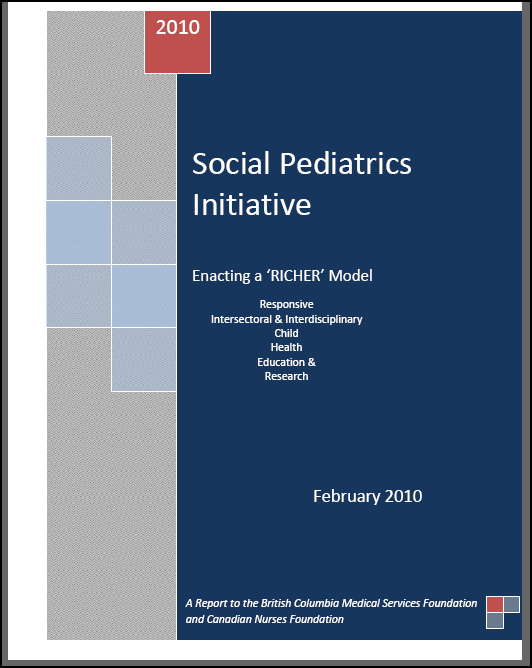 2010
Social Pediatrics
Initiative
Enacting a ‘RICHER’ Model
Responsive
Intersectoral & Interdisciplinary
Child
Health
Education &
Research
February 2010
A Report to the British Columbia Medical Services Foundation
and Canadian Nurses Foundation